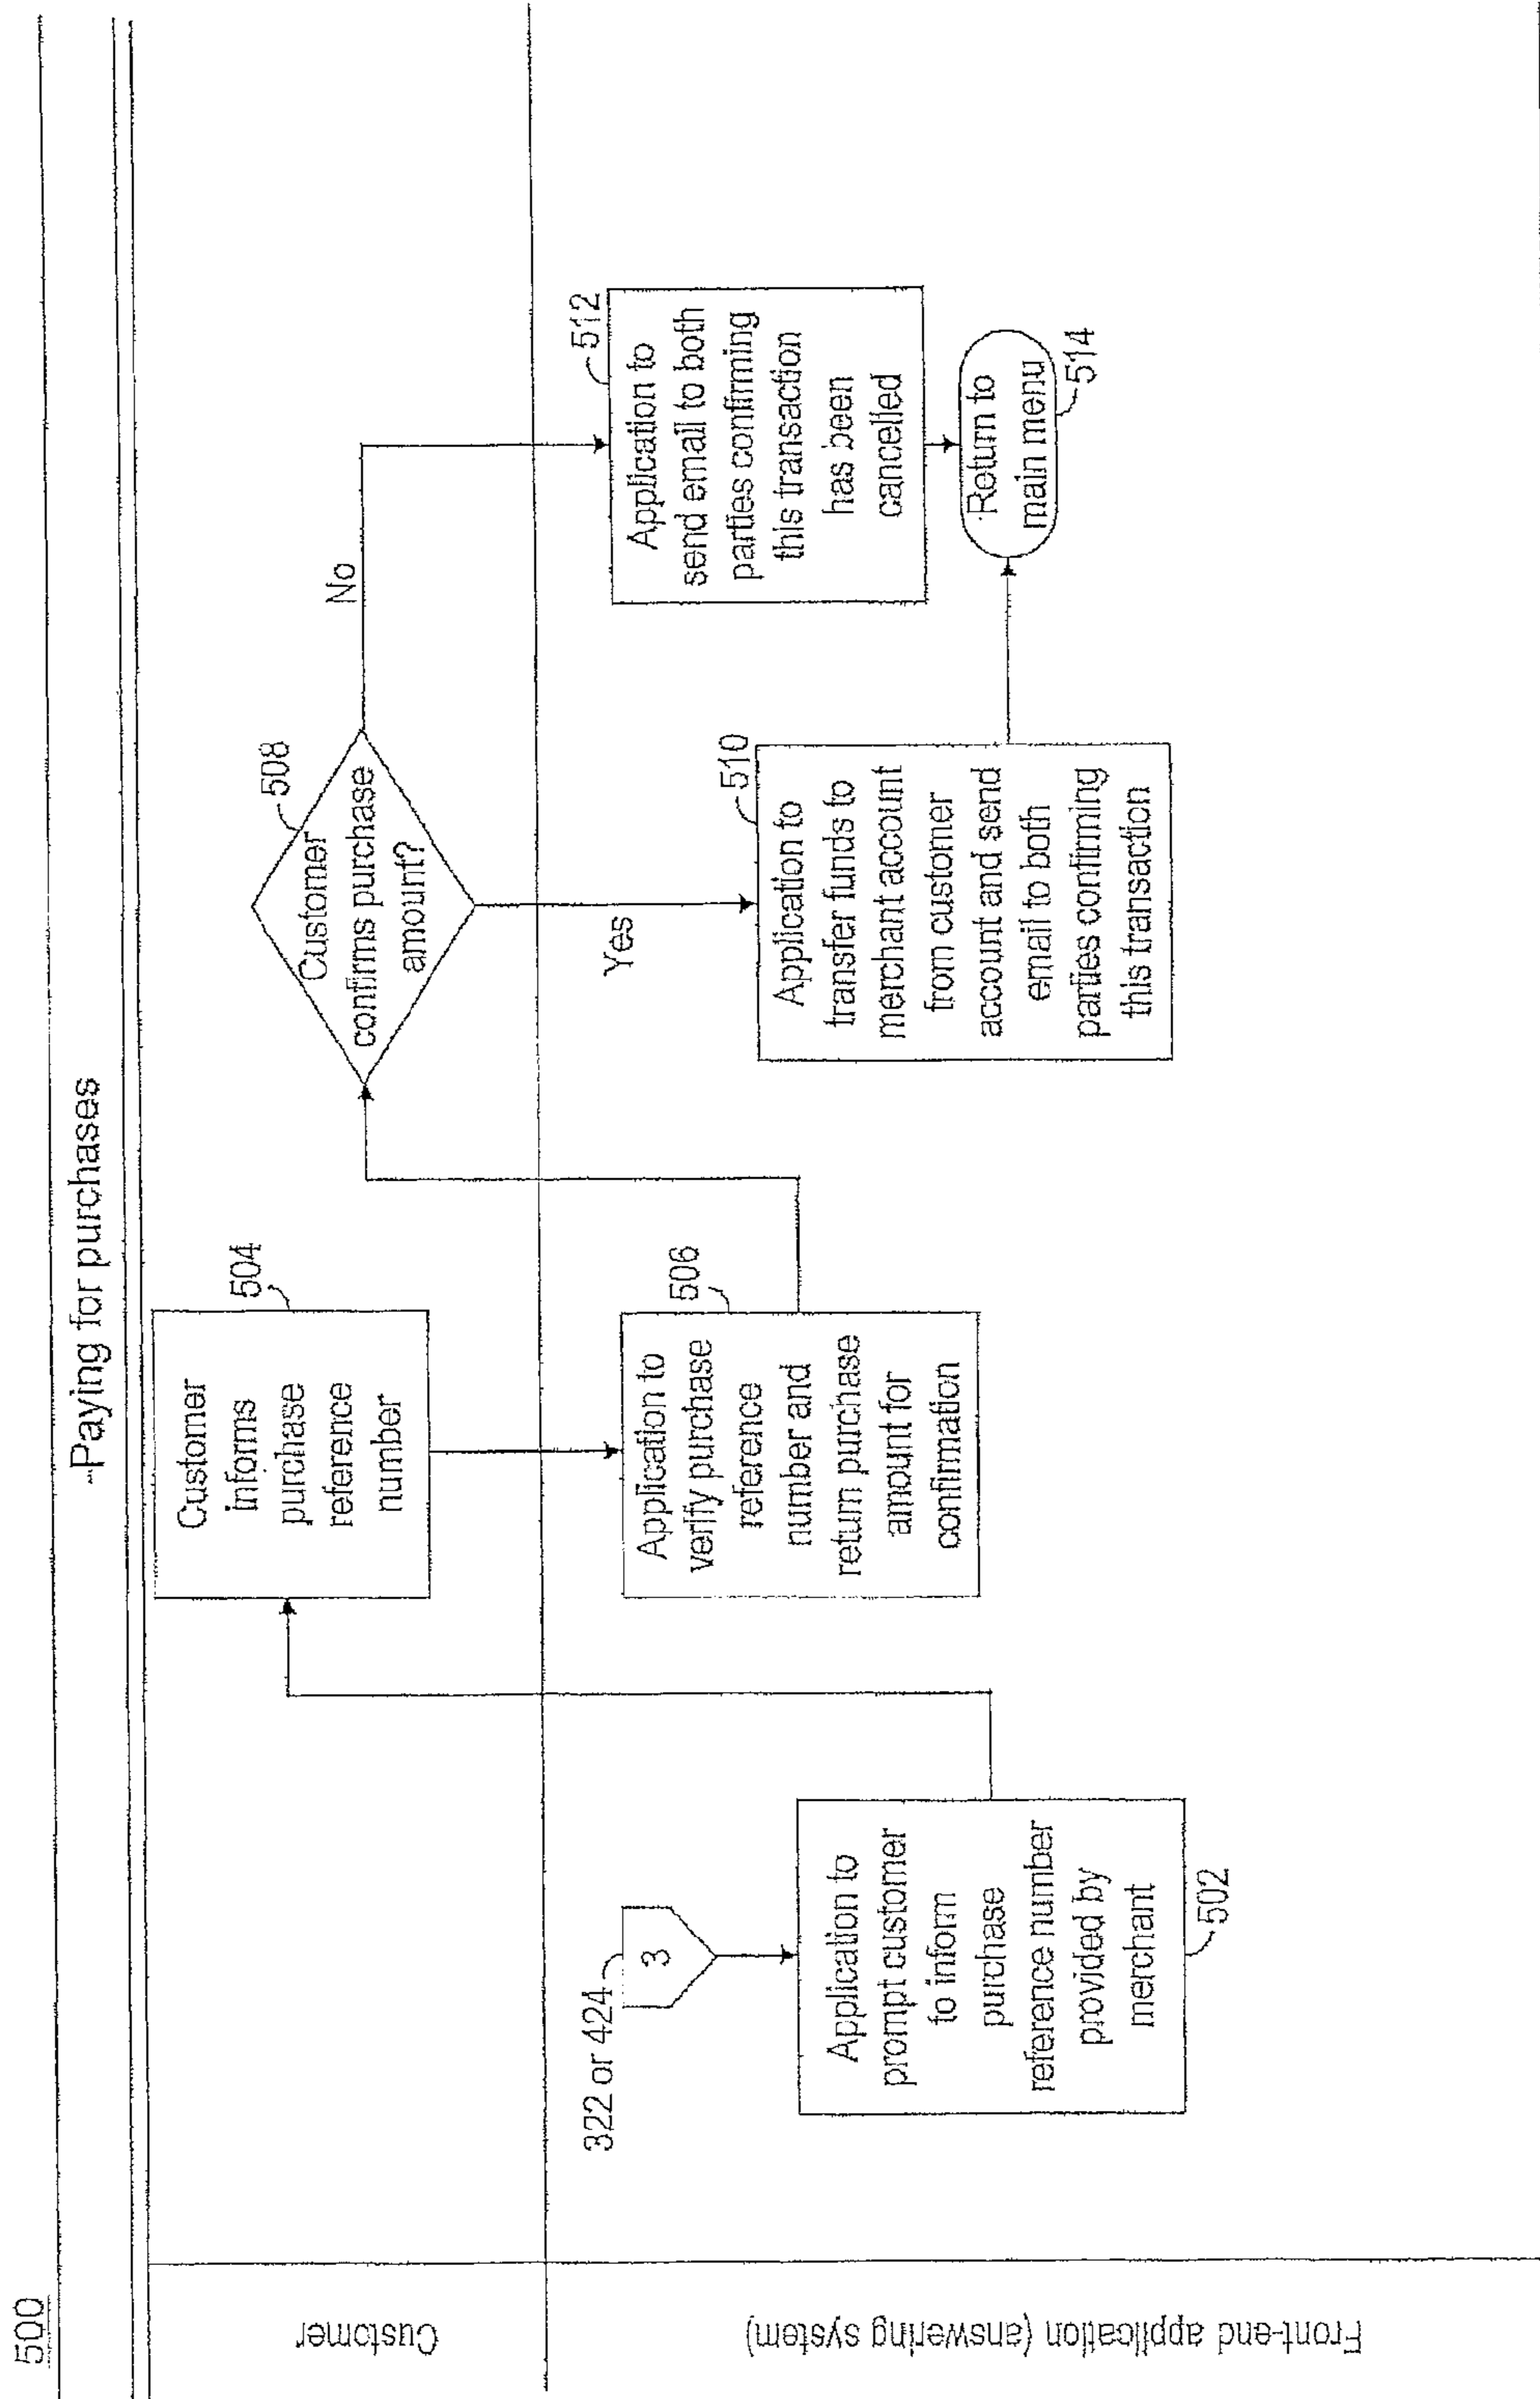 500
Paying for purchases
Customer
Customer
informs
purchase
reference
number
504
Customer
confirms purchase
amount?
508
No
Yes
Front-end application (answering system)
322 or 424
3
Application to
prompt customer
to inform
purchase
reference number
provided by
merchant
502
Application to
verify purchase
reference
number and
return purchase
amount for
confirmation
506
Application to
transfer funds to
merchant account
from customer
account and send
email to both
parties confirming
this transaction
510
Application to
send email to both
parties confirming
this transaction
has been
cancelled
512
Return to
main menu
514